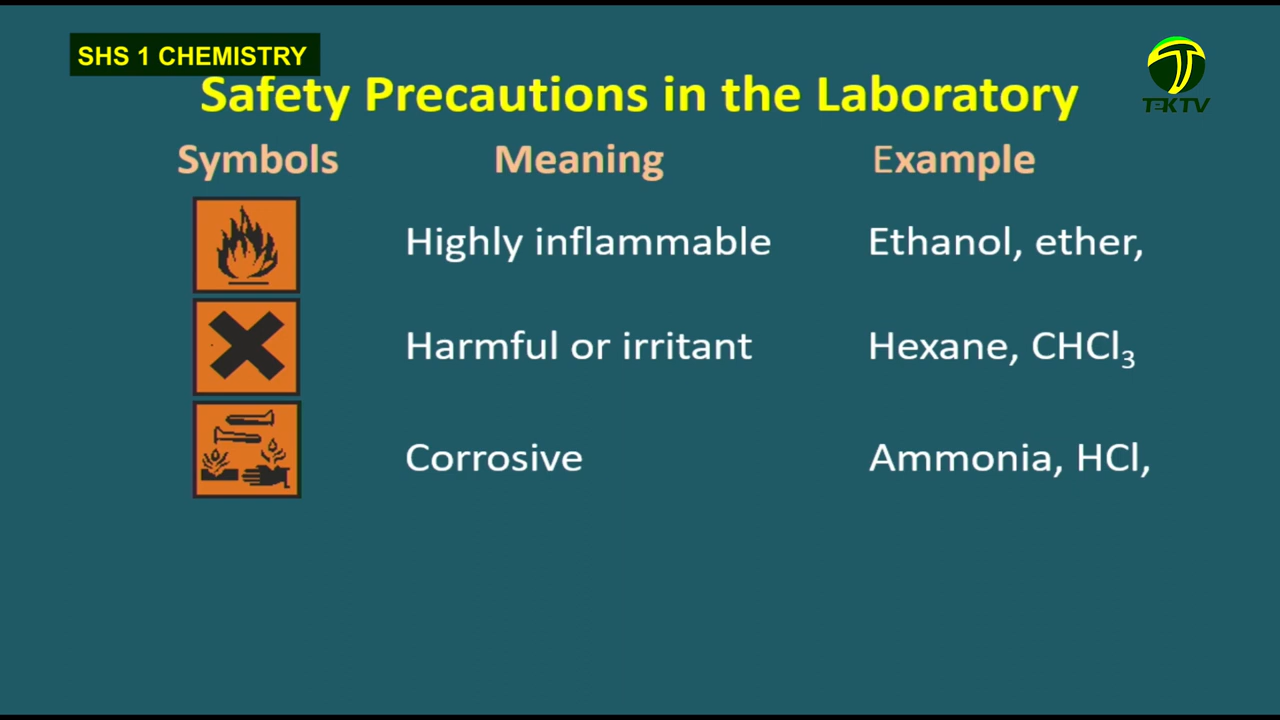 SHS 1 CHEMISTRY
TEKTV
Safety Precautions in the Laboratory
Symbols Meaning Example
Highly inflammable Ethanol, ether,
Harmful or irritant Hexane, CHCl₃
Corrosive Ammonia, HCl,